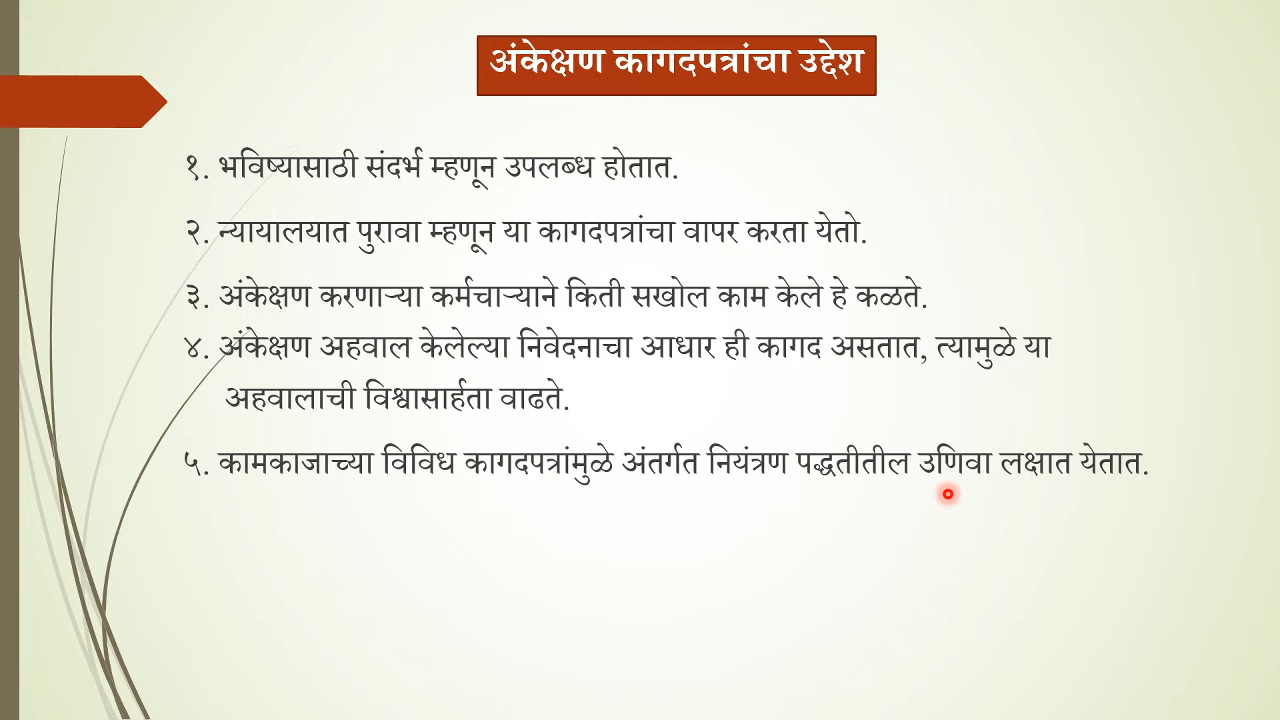 अंकेक्षण कागदपत्रांचा उद्देश
१. भविष्यासाठी संदर्भ म्हणून उपलब्ध होतात.
२. न्यायालयात पुरावा म्हणून या कागदपत्रांचा वापर करता येतो.
३. अंकेक्षण करणाऱ्या कर्मचाऱ्याने किती सखोल काम केले हे कळते.
४. अंकेक्षण अहवाल केलेल्या निवेदनाचा आधार ही कागद असतात, त्यामुळे या
अहवालाची विश्वासार्हता वाढते.
५. कामकाजाच्या विविध कागदपत्रांमुळे अंतर्गत नियंत्रण पद्धतीतील उणिवा लक्षात येतात.